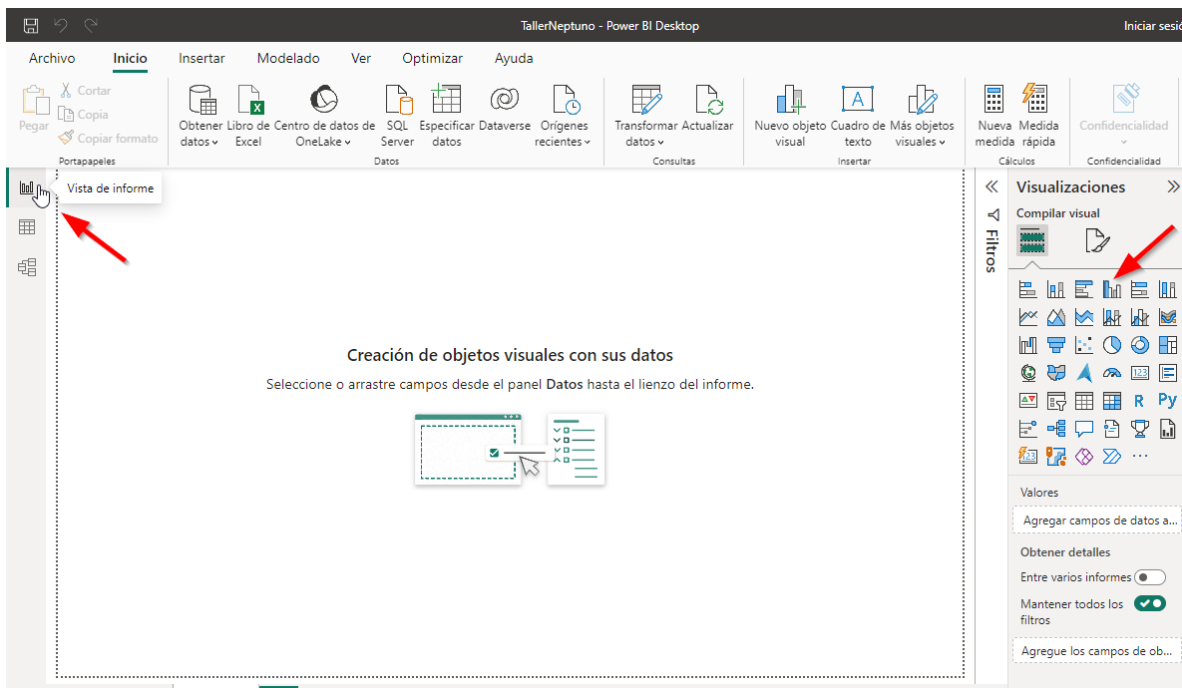 TallerNeptuno - Power BI Desktop
Iniciar sesió
Archivo Inicio Insertar Modelado Ver Optimizar Ayuda
Pegar
Cortar
Copia
Copiar formato
Portapapeles
Obtener datos
Libro de Excel
Centro de datos de OneLake
SQL Server
Especificar datos
Dataverse
Orígenes recientes
Datos
Transformar datos
Actualizar
Consultas
Nuevo objeto visual
Cuadro de texto
Más objetos visuales
Insertar
Nueva medida
Medida rápida
Cálculos
Confidencialidad
Confidencialidad
Vista de informe
Creación de objetos visuales con sus datos
Seleccione o arrastre campos desde el panel Datos hasta el lienzo del informe.
Filtros
Visualizaciones
Compilar visual
123
R Py
123
Valores
Agregar campos de datos a...
Obtener detalles
Entre varios informes
Mantener todos los
filtros
Agregue los campos de ob...